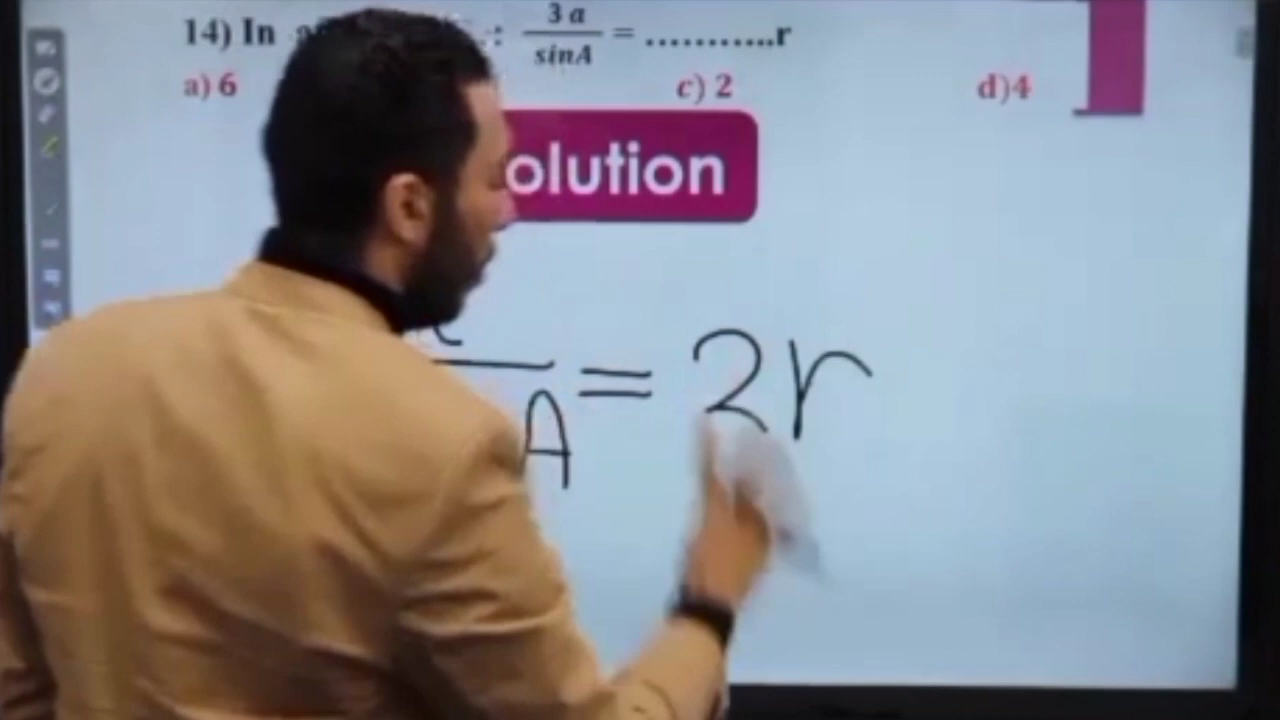 14) In : 3 a / sinA = ………..r
a) 6 c) 2 d)4
olution
A = 2r